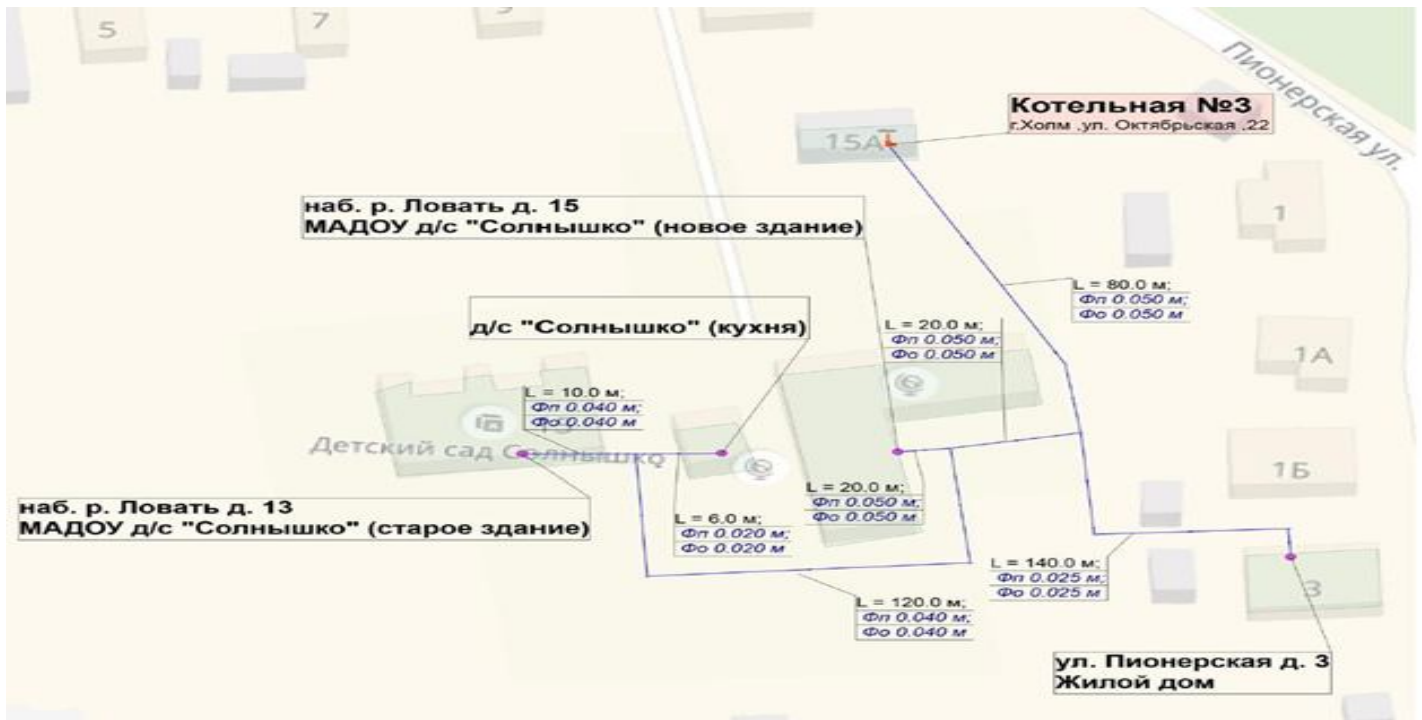 5
7
Пионерская ул.
Котельная №3
г.Холм ,ул. Октябрьская ,22
15А
наб. р. Ловать д. 15
МАДОУ д/с "Солнышко" (новое здание)
1
L = 80.0 м;
Фп 0.050 м;
Фо 0.050 м
д/с "Солнышко" (кухня)
L = 20.0 м;
Фп 0.050 м;
Фо 0.050 м
1А
L = 10.0 м;
Фп 0.040 м;
Фо 0.040 м
Детский сад Солнышко
1Б
L = 20.0 м;
Фп 0.050 м;
Фо 0.050 м
наб. р. Ловать д. 13
МАДОУ д/с "Солнышко" (старое здание)
L = 6.0 м;
Фп 0.020 м;
Фо 0.020 м
L = 140.0 м;
Фп 0.025 м;
Фо 0.025 м
3
L = 120.0 м;
Фп 0.040 м;
Фо 0.040 м
ул. Пионерская д. 3
Жилой дом